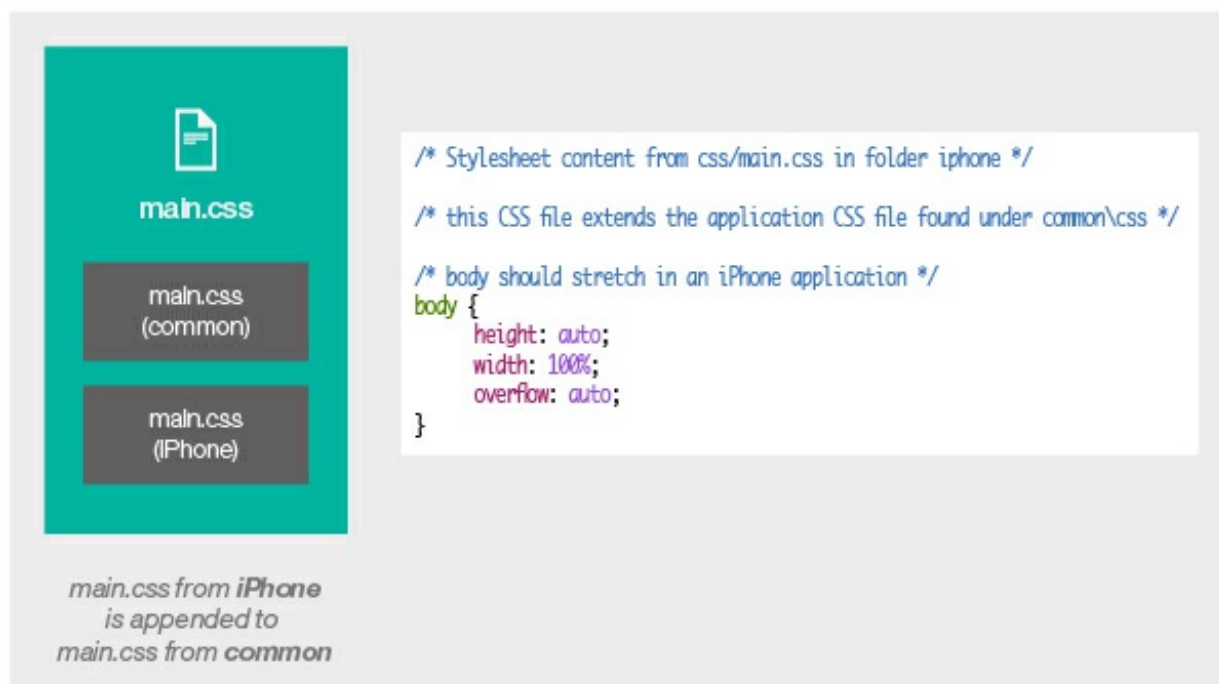 main.css
main.css
(common)
main.css
(iPhone)
main.css from iPhone
is appended to
main.css from common
/* Stylesheet content from css/main.css in folder iphone */
/* this CSS file extends the application CSS file found under common\css */
/* body should stretch in an iPhone application */
body {
height: auto;
width: 100%;
overflow: auto;
}